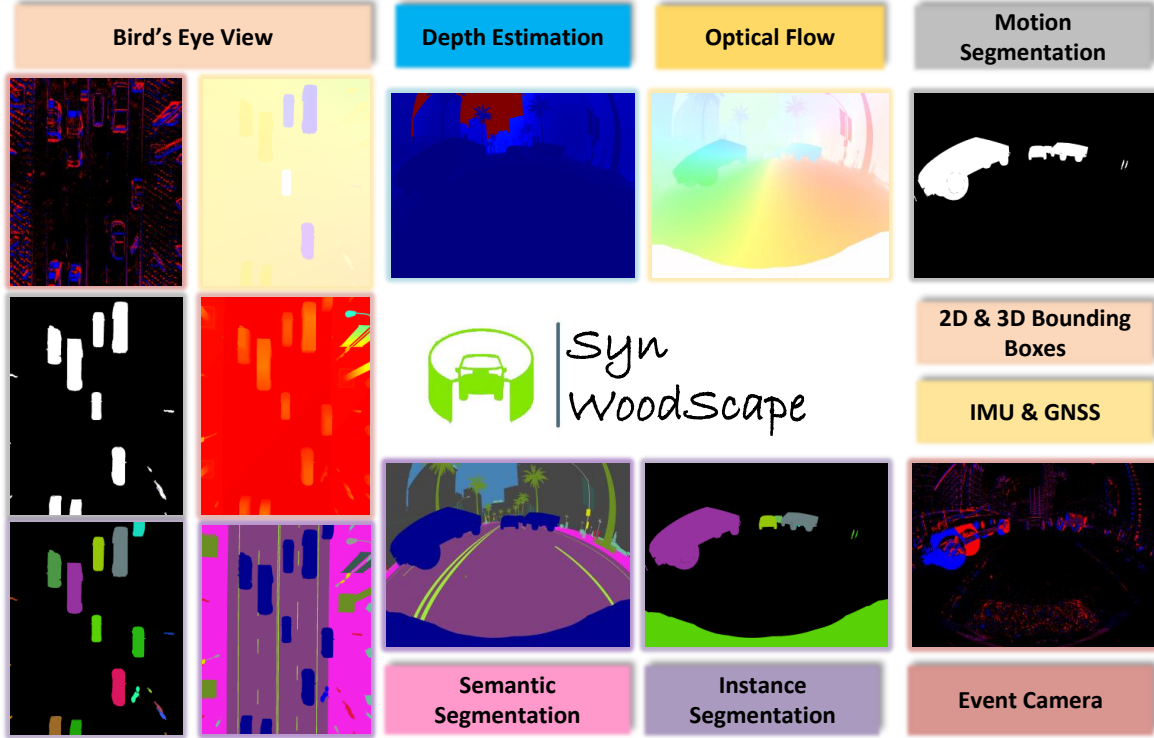 Bird's Eye View
Depth Estimation
Optical Flow
Motion
Segmentation
2D & 3D Bounding
Boxes
Syn
WoodScape
IMU & GNSS
Semantic
Segmentation
Instance
Segmentation
Event Camera